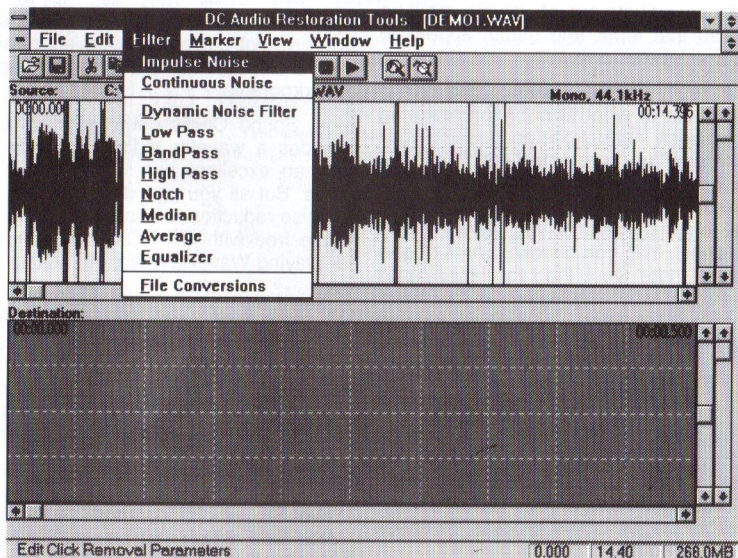 DC Audio Restoration Tools [DEMO1.WAV]
File Edit Filter Marker View Window Help
Impulse Noise
Continuous Noise
Dynamic Noise Filter
Low Pass
BandPass
High Pass
Notch
Median
Average
Equalizer
File Conversions
Source: WAV Mono, 44.1kHz
00:00.000 00:14.395
Destination:
00:00.000 00:00.500
Edit Click Removal Parameters 0.000 14.40 268.0MB